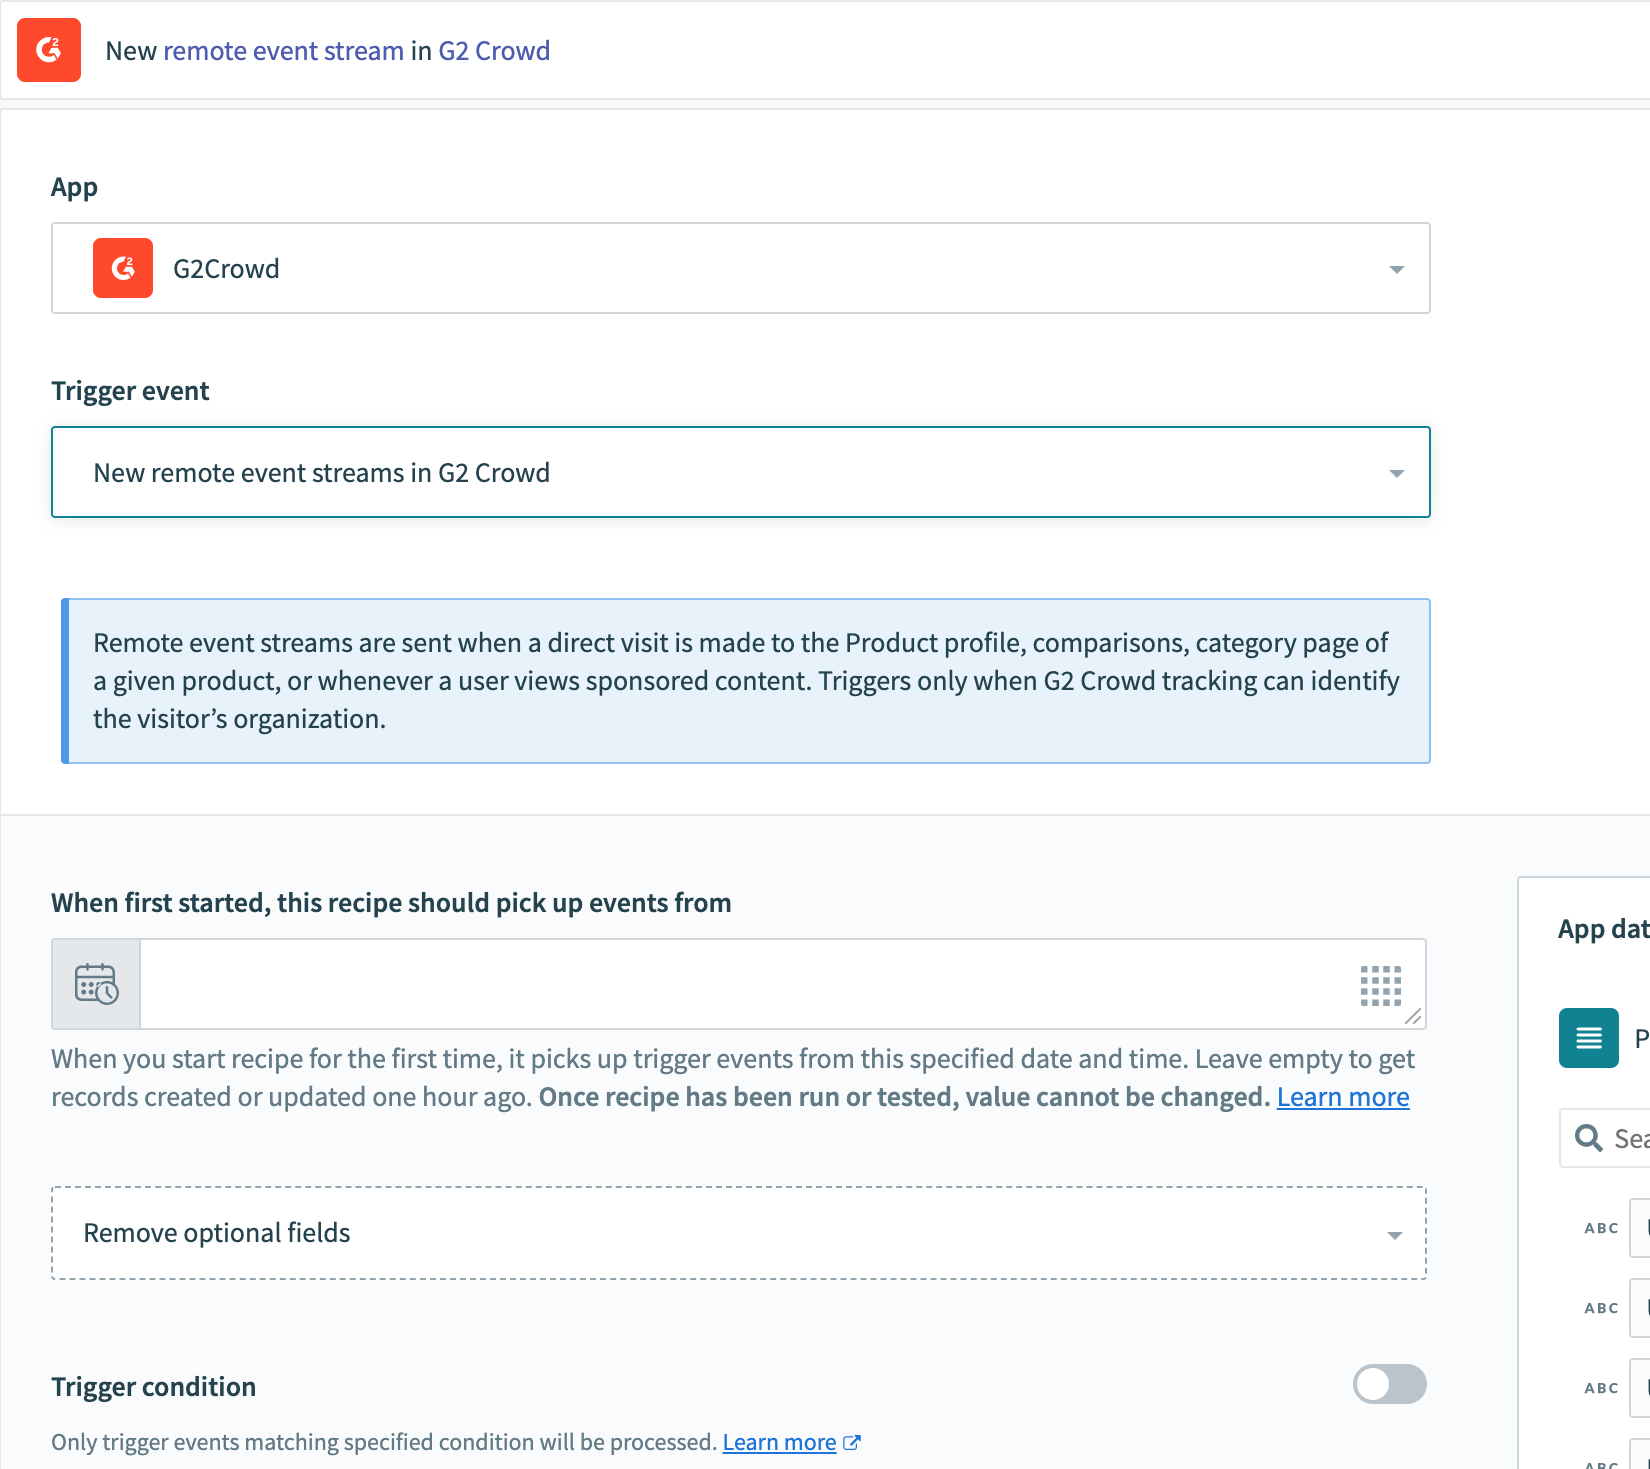 New remote event stream in G2 Crowd
App
G2Crowd
Trigger event
New remote event streams in G2 Crowd
Remote event streams are sent when a direct visit is made to the Product profile, comparisons, category page of
a given product, or whenever a user views sponsored content. Triggers only when G2 Crowd tracking can identify
the visitor’s organization.
When first started, this recipe should pick up events from
App dat
When you start recipe for the first time, it picks up trigger events from this specified date and time. Leave empty to get
records created or updated one hour ago. Once recipe has been run or tested, value cannot be changed. Learn more
P
Sea
Remove optional fields
ABC
ABC
Trigger condition
ABC
Only trigger events matching specified condition will be processed. Learn more
ABC